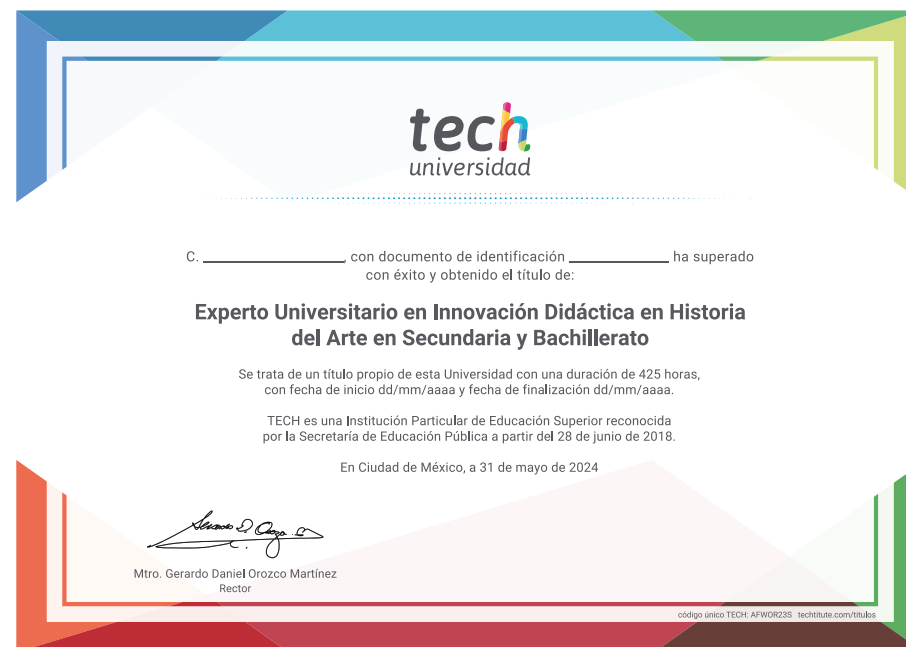 tech
universidad
C. ____________, con documento de identificación ____________ ha superado
con éxito y obtenido el título de:
Experto Universitario en Innovación Didáctica en Historia
del Arte en Secundaria y Bachillerato
Se trata de un título propio de esta Universidad con una duración de 425 horas,
con fecha de inicio dd/mm/aaaa y fecha de finalización dd/mm/aaaa.
TECH es una Institución Particular de Educación Superior reconocida
por la Secretaría de Educación Pública a partir del 28 de junio de 2018.
En Ciudad de México, a 31 de mayo de 2024
Mtro. Gerardo Daniel Orozco Martínez
Rector
código único TECH: AFWOR23S techtitute.com/titulos